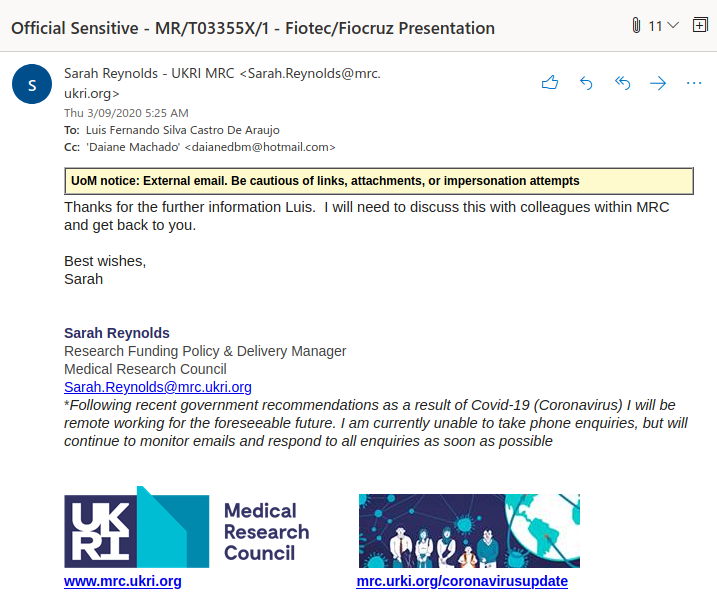 Official Sensitive - MR/T03355X/1 - Fiotec/Fiocruz Presentation
11
S
Sarah Reynolds - UKRI MRC <Sarah.Reynolds@mrc.
ukri.org>
Thu 3/09/2020 5:25 AM
To: Luis Fernando Silva Castro De Araujo
Cc: 'Daiane Machado' <daianedbm@hotmail.com>
UoM notice: External email. Be cautious of links, attachments, or impersonation attempts
Thanks for the further information Luis.  I will need to discuss this with colleagues within MRC
and get back to you.
Best wishes,
Sarah
Sarah Reynolds
Research Funding Policy & Delivery Manager
Medical Research Council
Sarah.Reynolds@mrc.ukri.org
*Following recent government recommendations as a result of Covid-19 (Coronavirus) I will be
remote working for the foreseeable future. I am currently unable to take phone enquiries, but will
continue to monitor emails and respond to all enquiries as soon as possible
UK
RI
Medical
Research
Council
www.mrc.ukri.org
mrc.urki.org/coronavirusupdate